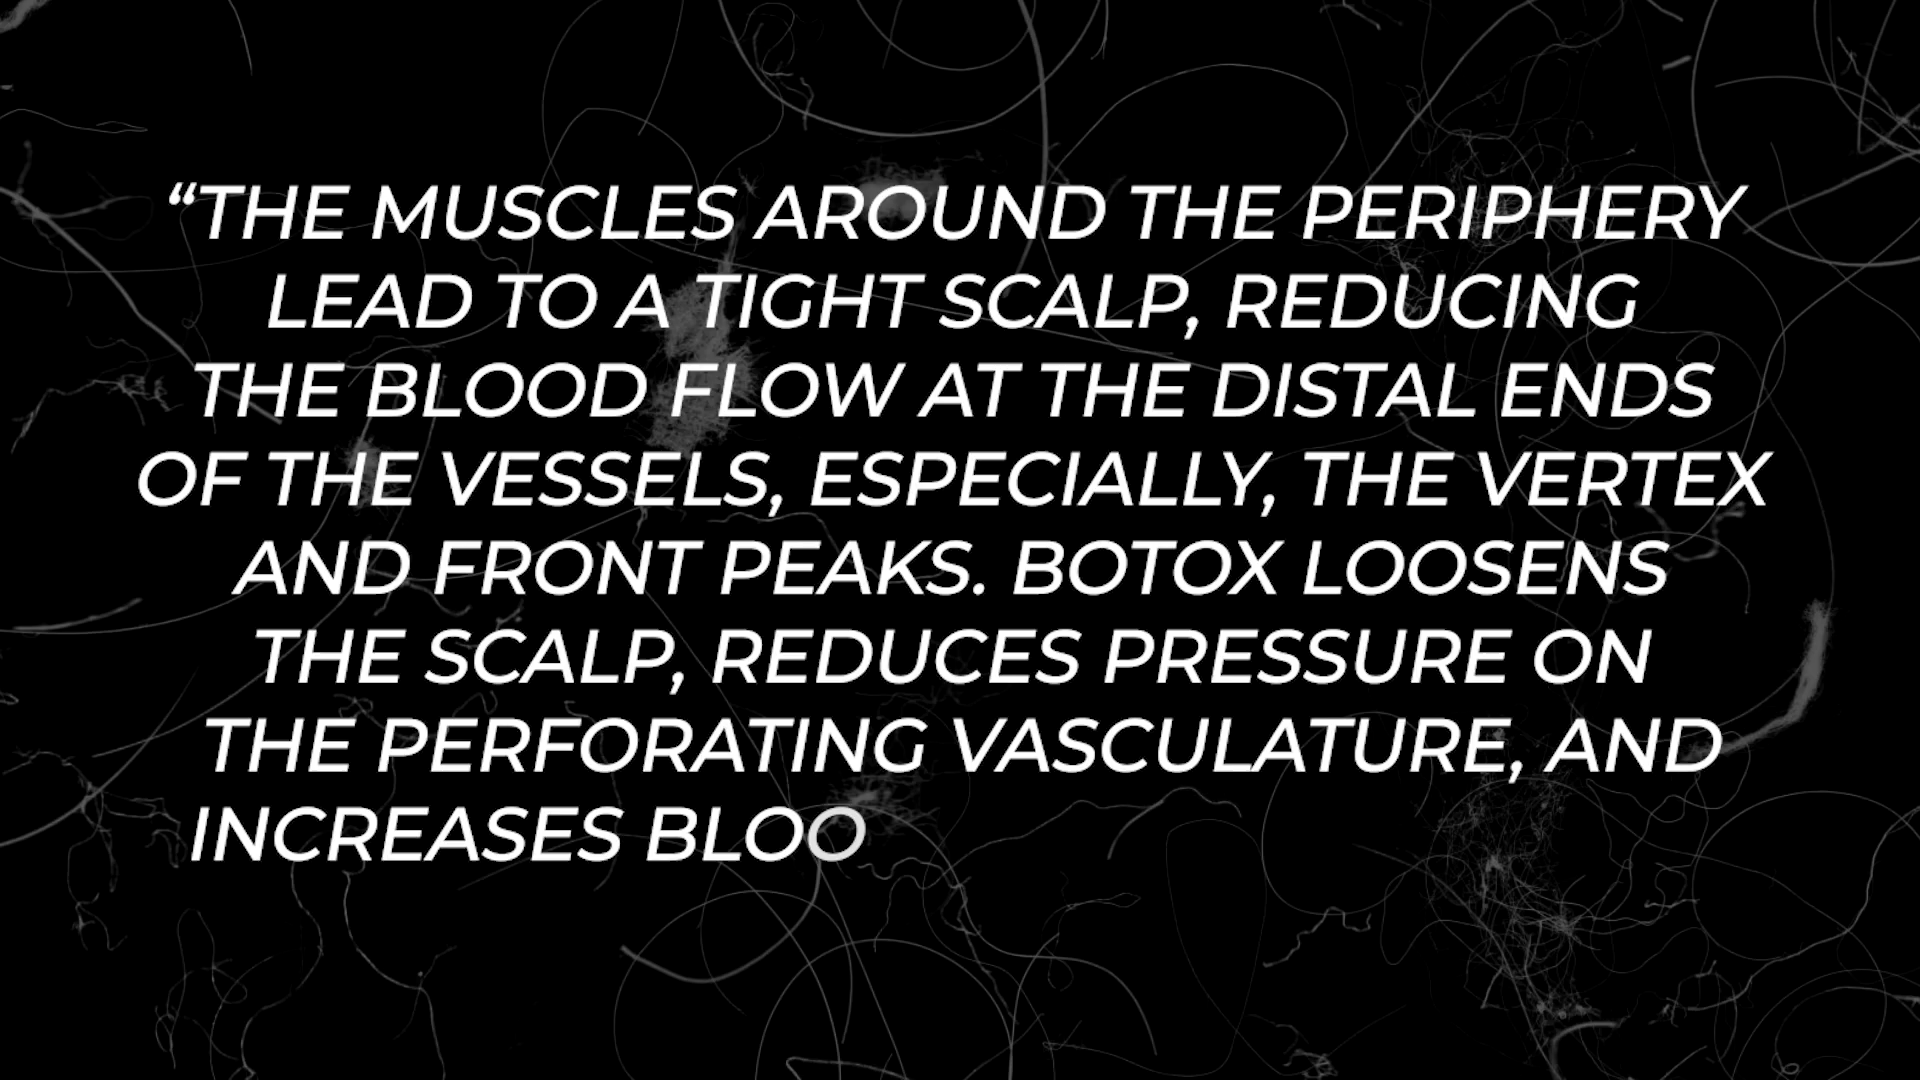 “THE MUSCLES AROUND THE PERIPHERY
LEAD TO A TIGHT SCALP, REDUCING
THE BLOOD FLOW AT THE DISTAL ENDS
OF THE VESSELS, ESPECIALLY, THE VERTEX
AND FRONT PEAKS. BOTOX LOOSENS
THE SCALP, REDUCES PRESSURE ON
THE PERFORATING VASCULATURE, AND
INCREASES BLOO